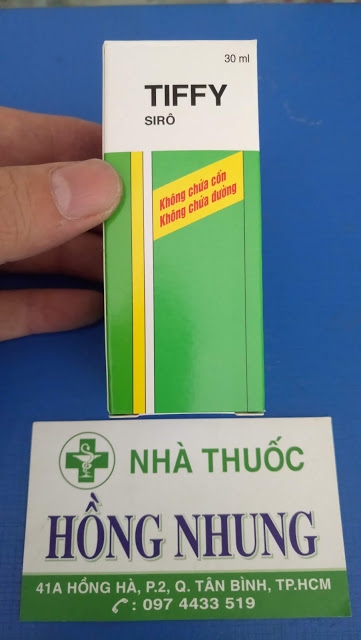 30 ml
TIFFY
SIRÔ
Không chứa cồn
Không chứa đường
NHÀ THUỐC
HỒNG NHUNG
41A HỒNG HÀ, P.2, Q. TÂN BÌNH, TP.HCM
: 097 4433 519